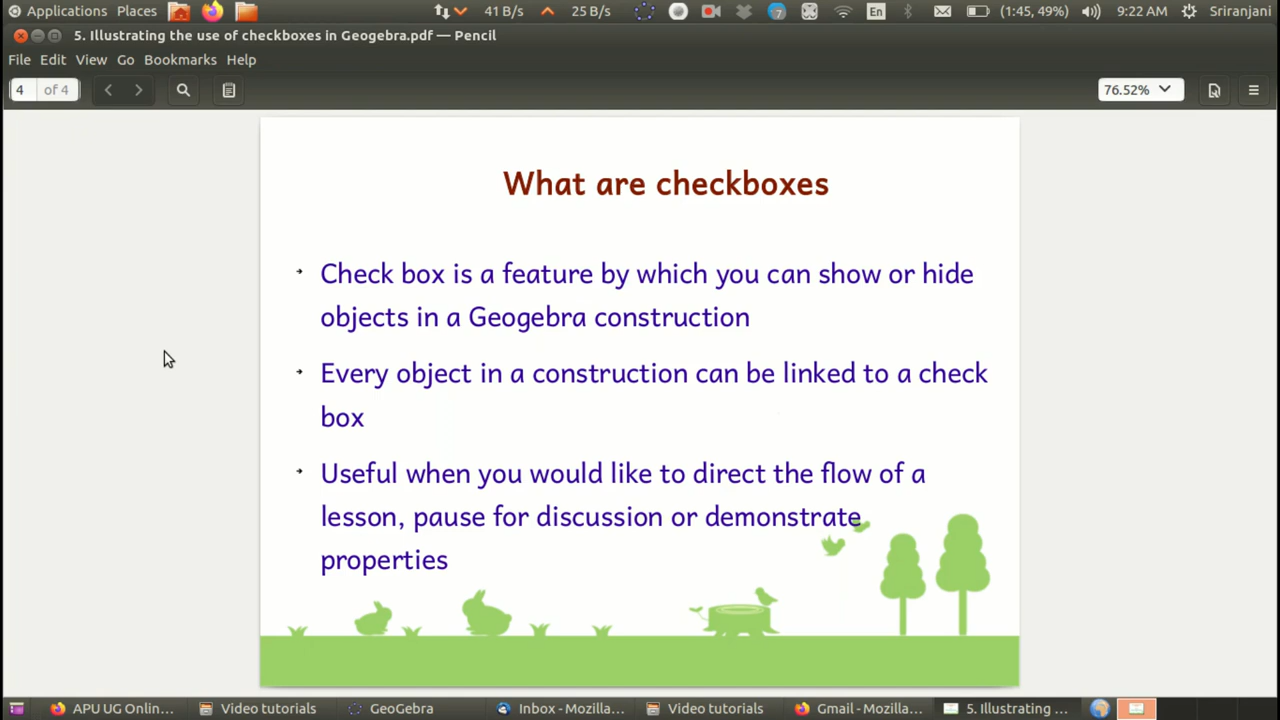 Applications Places 41 B/s 25 B/s En (1:45, 49%) 9:22 AM Sriranjani
5. Illustrating the use of checkboxes in Geogebra.pdf — Pencil
File Edit View Go Bookmarks Help
4 of 4 76.52%
What are checkboxes
Check box is a feature by which you can show or hide
objects in a Geogebra construction
Every object in a construction can be linked to a check
box
Useful when you would like to direct the flow of a
lesson, pause for discussion or demonstrate
properties
APU UG Onlin... Video tutorials GeoGebra Inbox - Mozilla... Video tutorials Gmail - Mozilla... 5. Illustrating ...